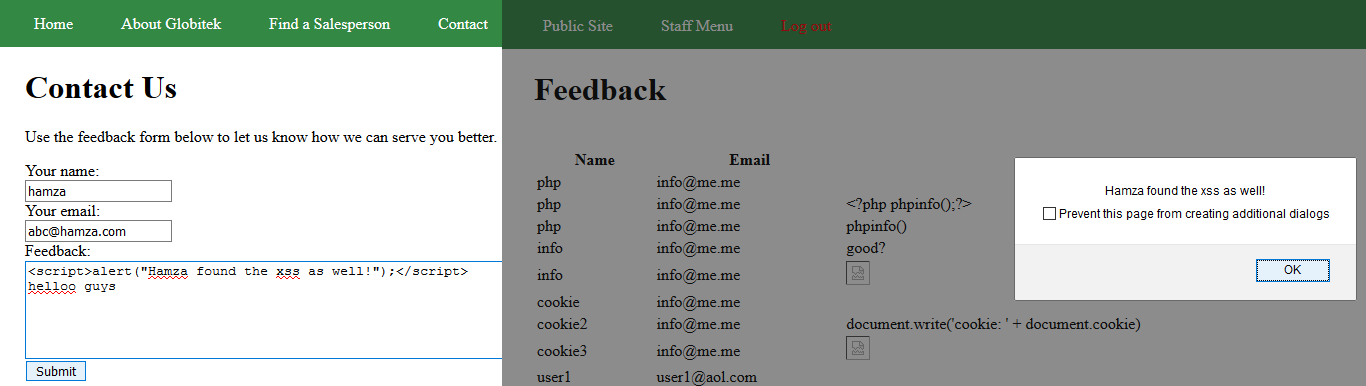 Home About Globitek Find a Salesperson Contact
Contact Us
Use the feedback form below to let us know how we can serve you better.
Your name:
hamza
Your email:
abc@hamza.com
Feedback:
<script>alert("Hamza found the xss as well!");</script>
helloo guys
Submit
Public Site Staff Menu Log out
Feedback
Name Email
php info@me.me
php info@me.me <?php phpinfo();?>
php info@me.me phpinfo()
info info@me.me good?
info info@me.me
cookie info@me.me
cookie2 info@me.me document.write('cookie: ' + document.cookie)
cookie3 info@me.me
user1 user1@aol.com
Hamza found the xss as well!
Prevent this page from creating additional dialogs
OK